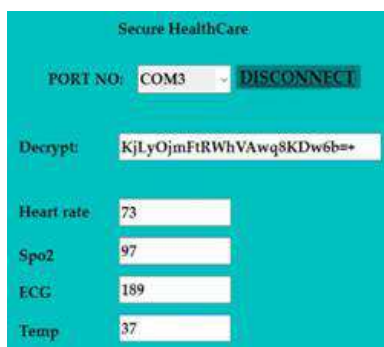 Secure HealthCare
PORT NO: COM3 DISCONNECT
Decrypt: KjLyOjmFtRWhVAwq8KDw6b=+
Heart rate 73
Spo2 97
ECG 189
Temp 37